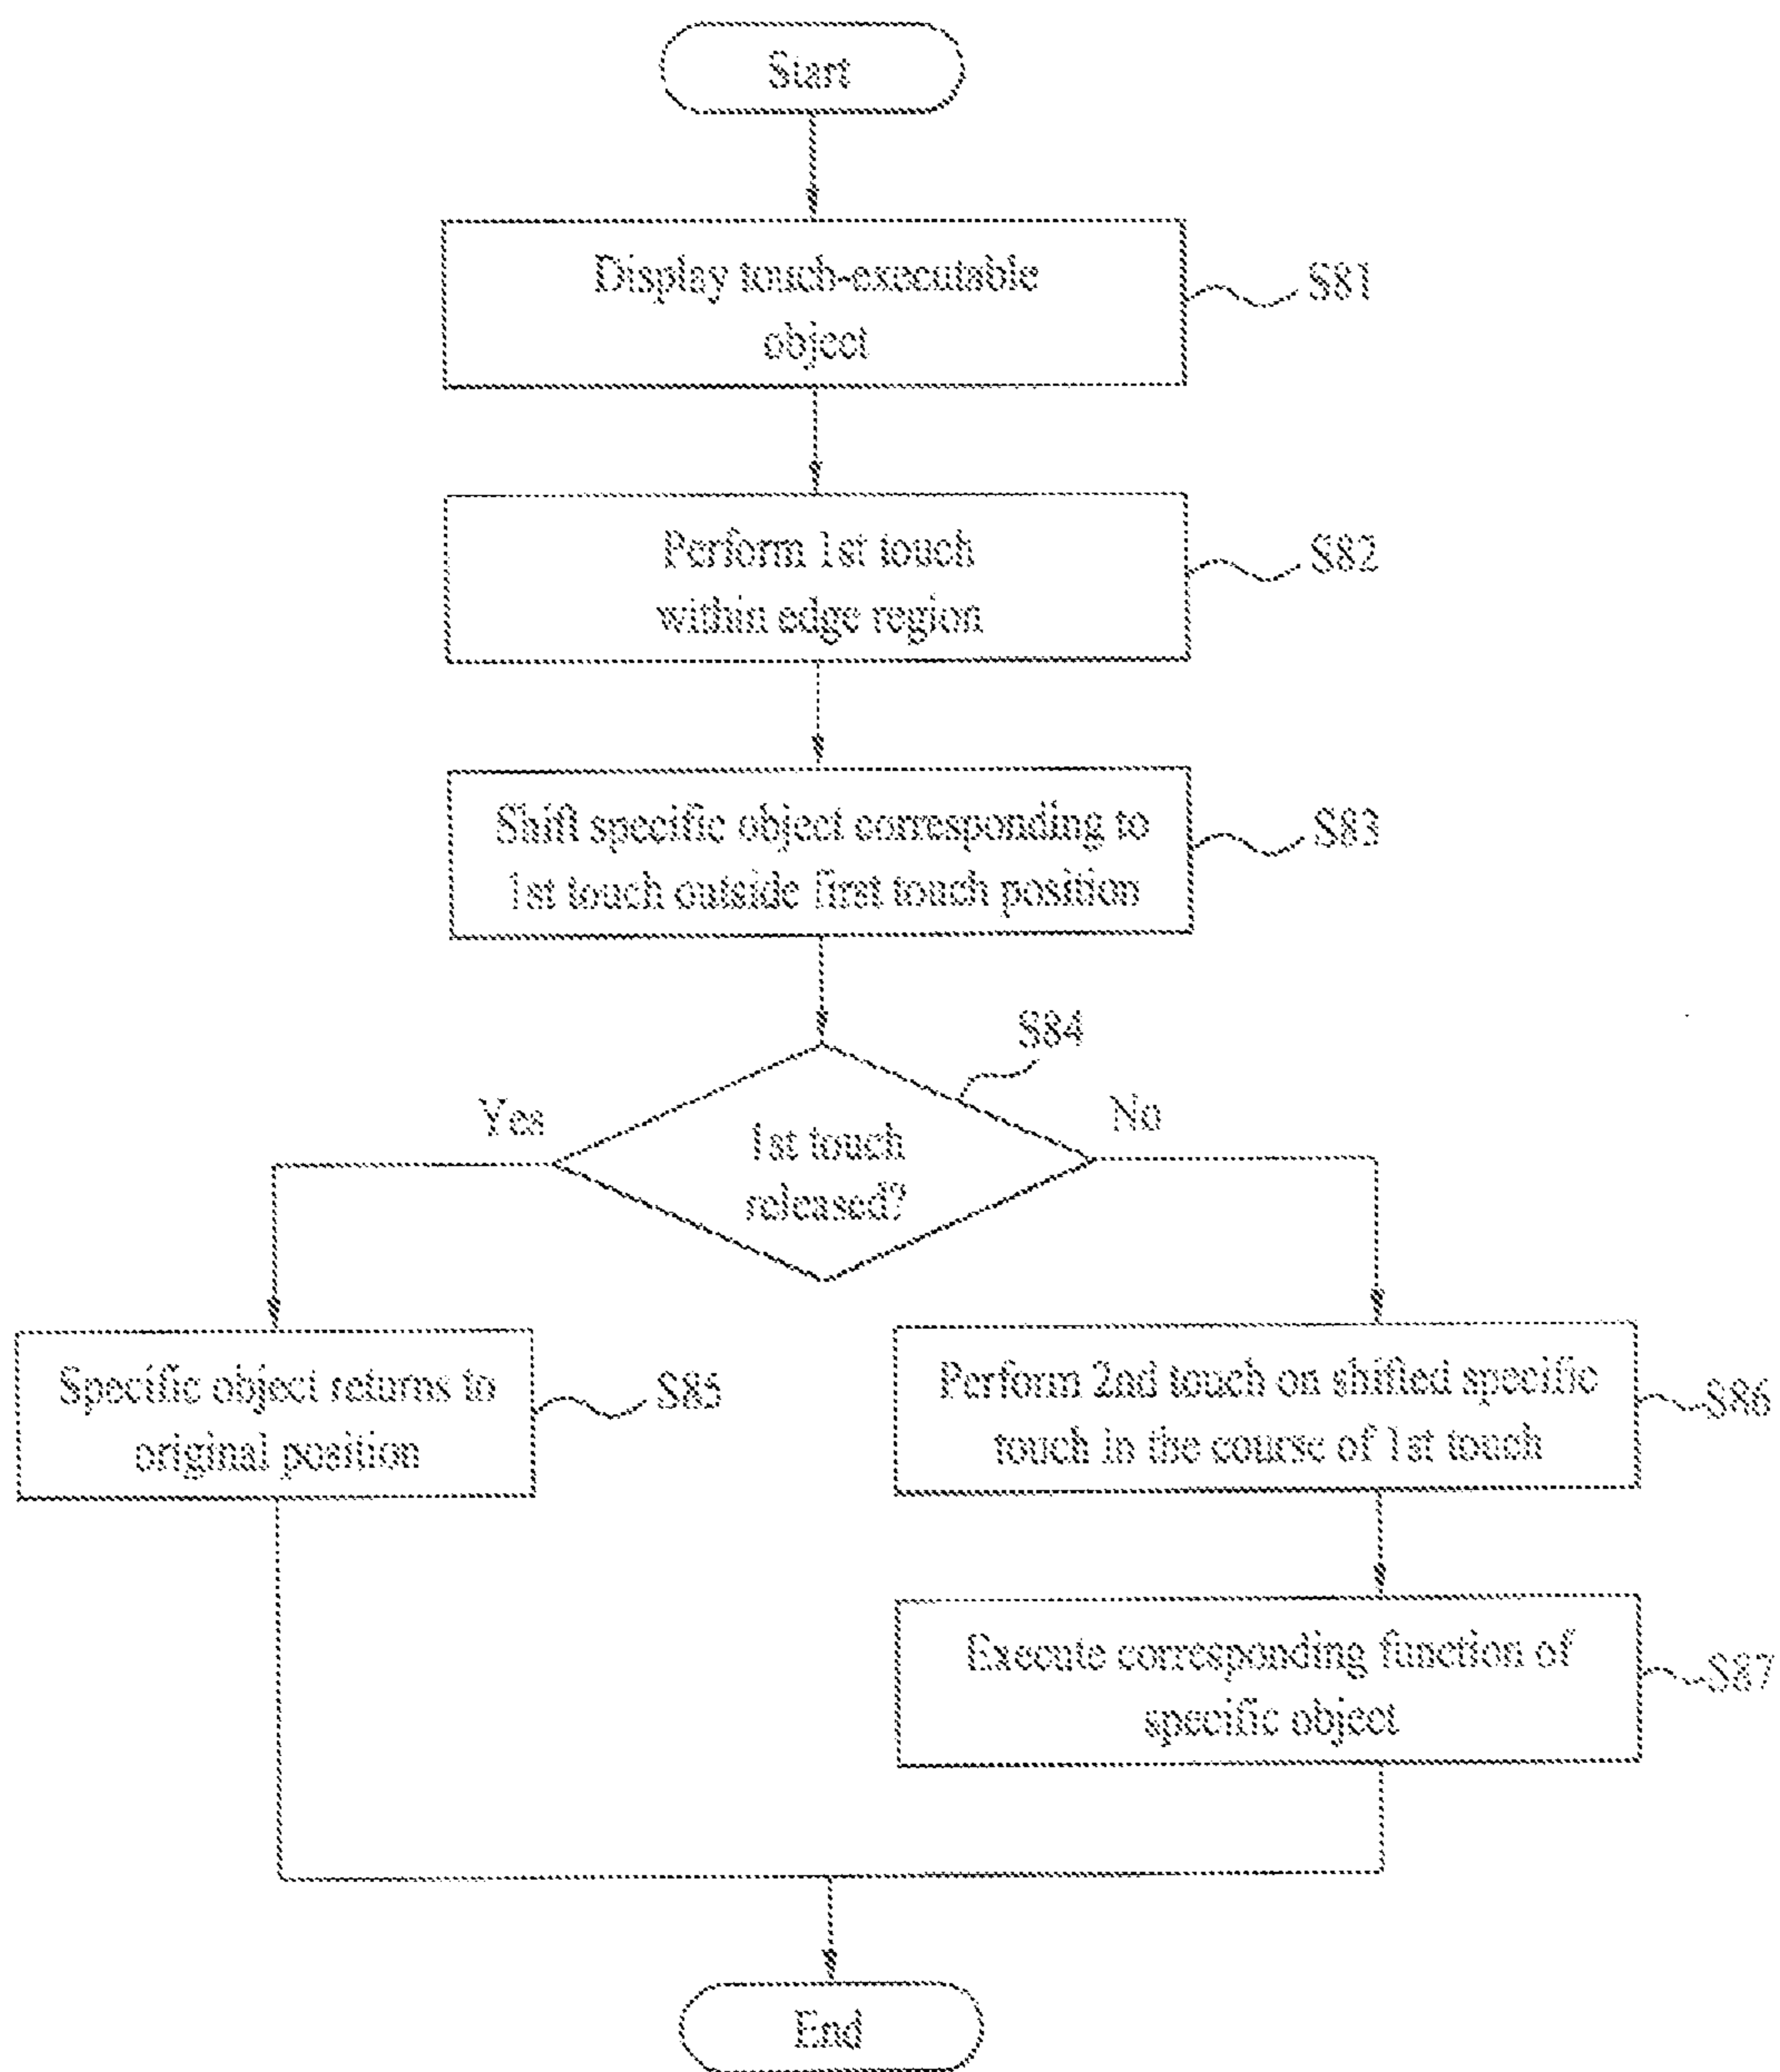 Start
Display touch-executable
object
S81
Perform 1st touch
within edge region
S82
Shift specific object corresponding to
1st touch outside first touch position
S83
S84
Yes
No
1st touch
released?
Specific object returns to
original position
S85
Perform 2nd touch on shifted specific
touch in the course of 1st touch
S86
Execute corresponding function of
specific object
S87
End